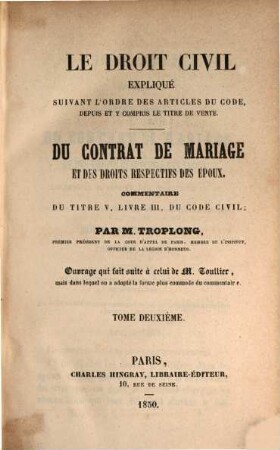 LE DROIT CIVIL
EXPLIQUÉ
SUIVANT L'ORDRE DES ARTICLES DU CODE,
DEPUIS ET Y COMPRIS LE TITRE DE VENTE.
DU CONTRAT DE MARIAGE
ET DES DROITS RESPECTIFS DES ÉPOUX.
COMMENTAIRE
DU TITRE V, LIVRE III, DU CODE CIVIL;
PAR M. TROPLONG,
PREMIER PRÉSIDENT DE LA COUR D'APPEL DE PARIS, MEMBRE DE L'INSTITUT,
OFFICIER DE LA LÉGION D'HONNEUR.
Ouvrage qui fait suite à celui de M. Toullier,
mais dans lequel on a adopté la forme plus commode du commentaire.
TOME DEUXIÈME.
PARIS,
CHARLES HINGRAY, LIBRAIRE-ÉDITEUR,
10, RUE DE SEINE.
1850.